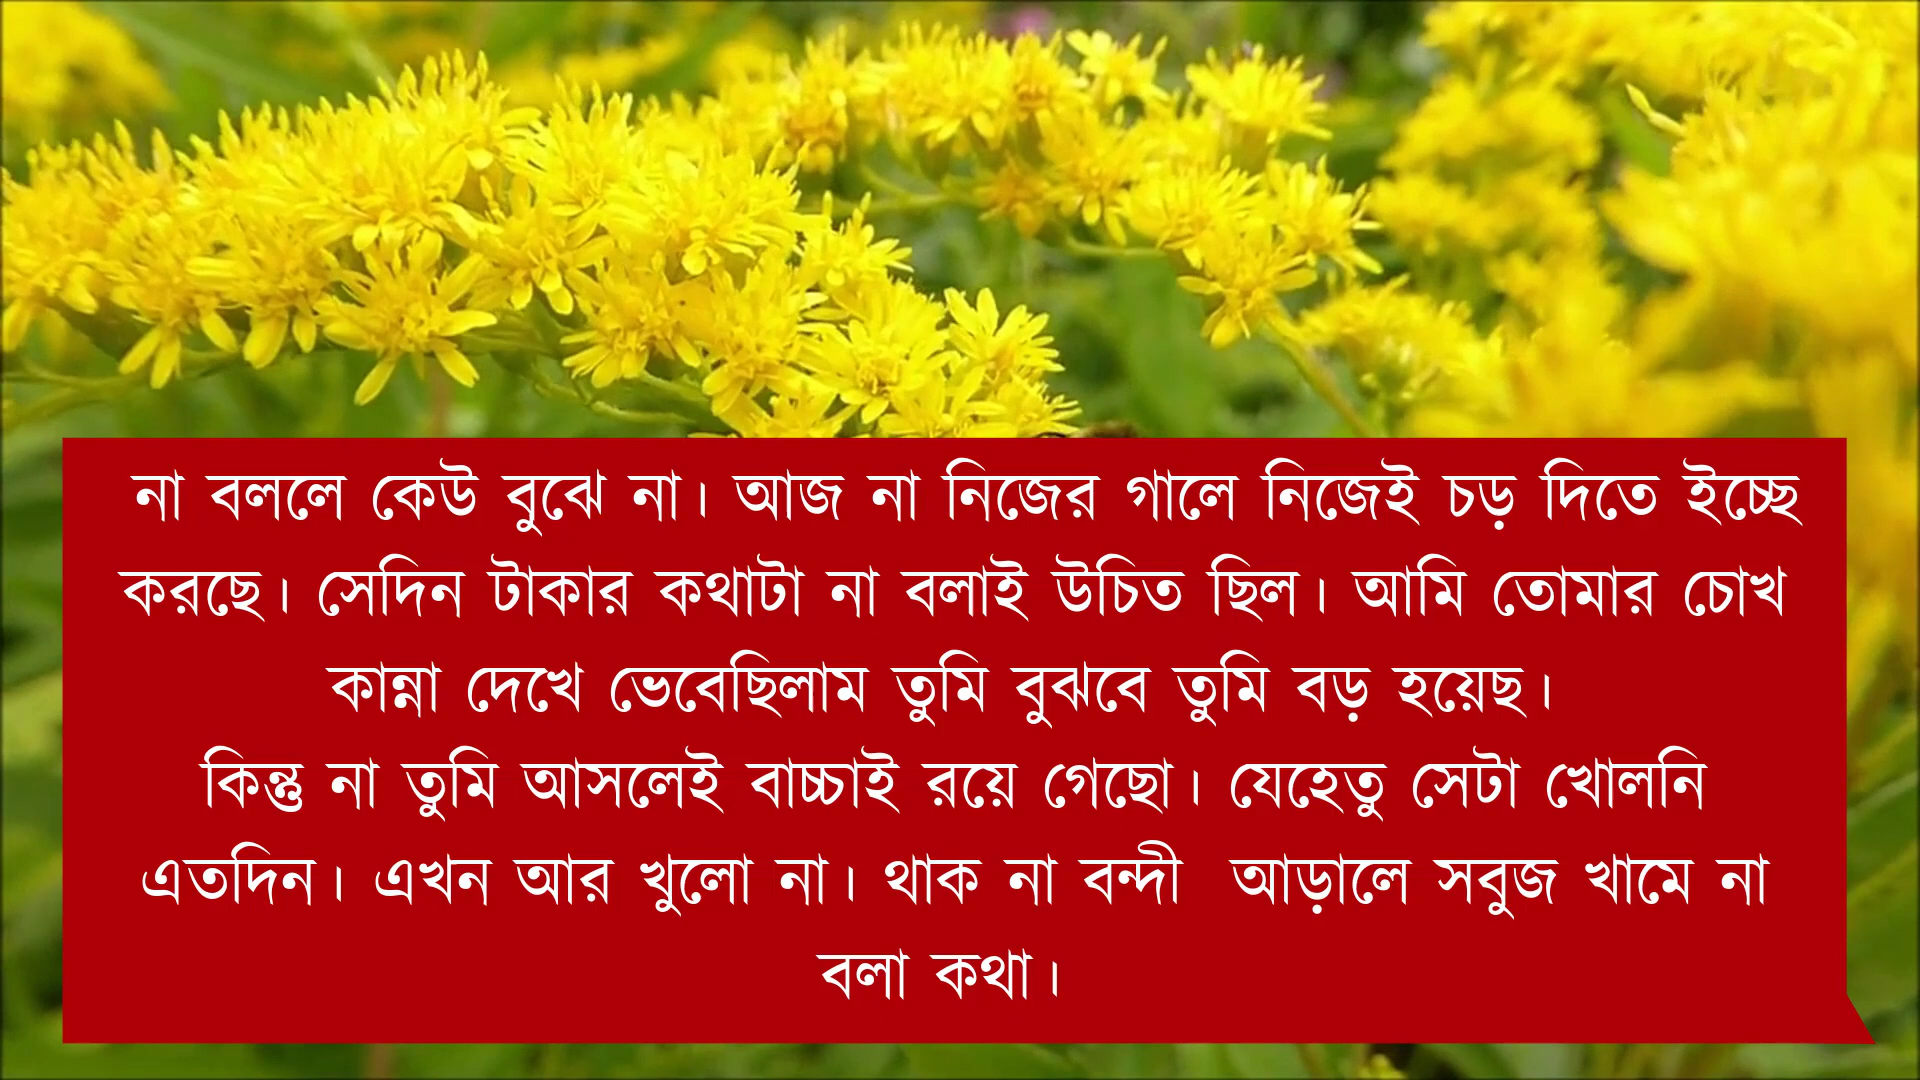 না বললে কেউ বুঝে না। আজ না নিজের গালে নিজেই চড় দিতে ইচ্ছে
করছে। সেদিন টাকার কথাটা না বলাই উচিত ছিল। আমি তোমার চোখ
কান্না দেখে ভেবেছিলাম তুমি বুঝবে তুমি বড় হয়েছ।
কিন্তু না তুমি আসলেই বাচ্চাই রয়ে গেছো। যেহেতু সেটা খোলনি
এতদিন। এখন আর খুলো না। থাক না বন্দী আড়ালে সবুজ খামে না
বলা কথা।